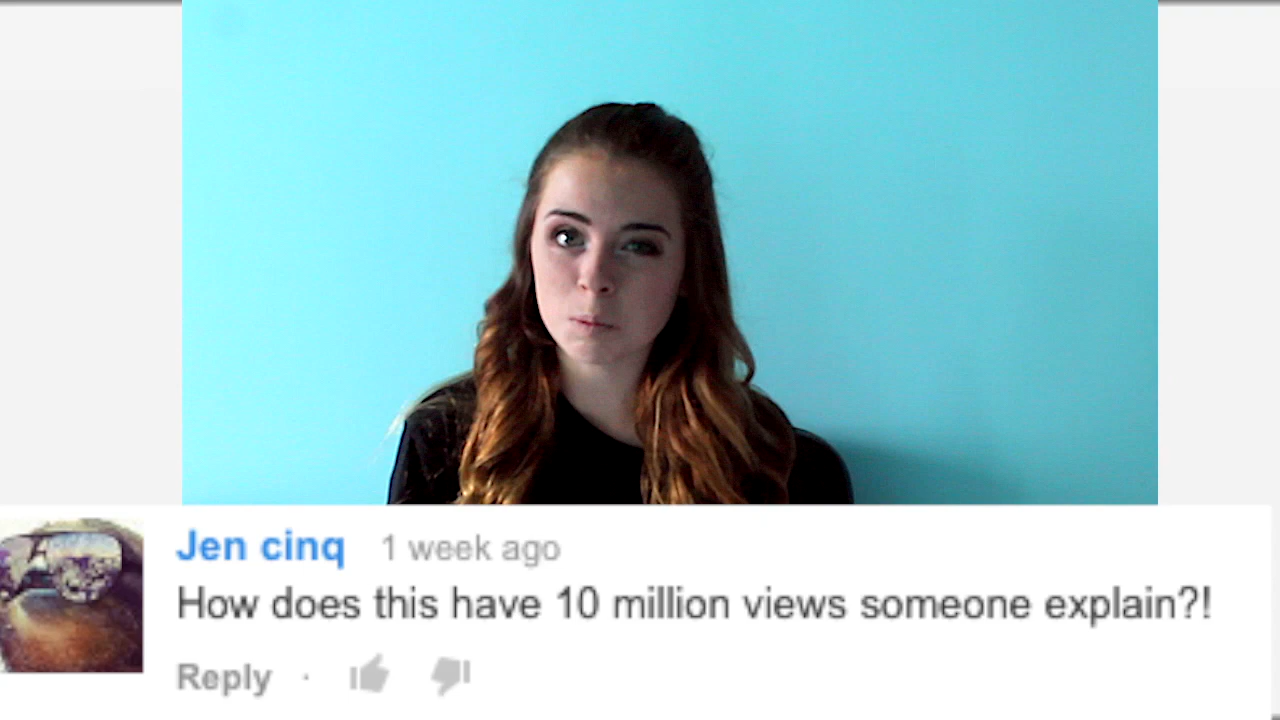 Jen cinq 1 week ago
How does this have 10 million views someone explain?!
Reply ·